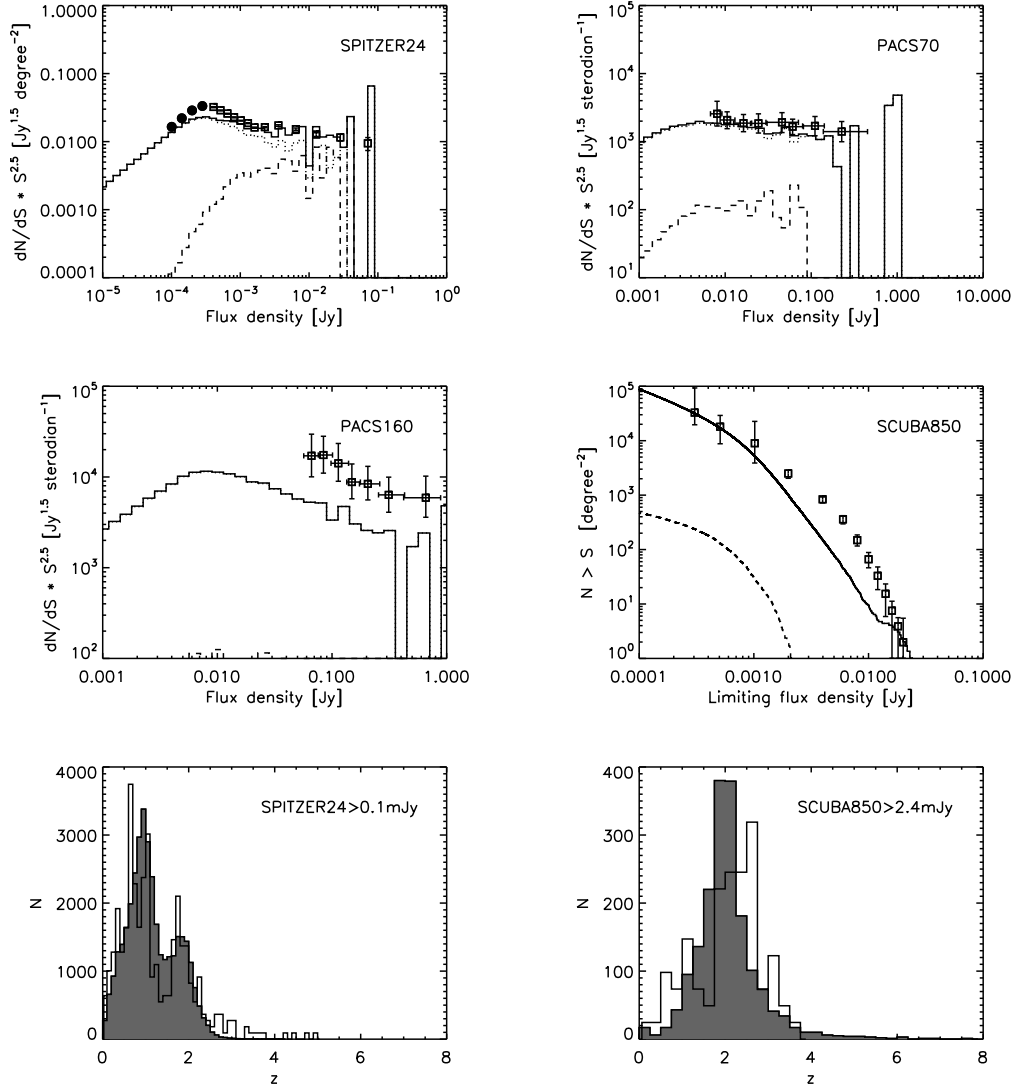 SPITZER24
dN/dS * S^2.5 [Jy^1.5 degree^-2]
1.0000
0.1000
0.0100
0.0010
0.0001
10^-5 10^-4 10^-3 10^-2 10^-1 10^0
Flux density [Jy]
PACS70
dN/dS * S^2.5 [Jy^1.5 steradian^-1]
10^5
10^4
10^3
10^2
10^1
0.001 0.010 0.100 1.000 10.000
Flux density [Jy]
PACS160
dN/dS * S^2.5 [Jy^1.5 steradian^-1]
10^5
10^4
10^3
10^2
0.001 0.010 0.100 1.000
Flux density [Jy]
SCUBA850
N > S [degree^-2]
10^5
10^4
10^3
10^2
10^1
10^0
0.0001 0.0010 0.0100 0.1000
Limiting flux density [Jy]
SPITZER24>0.1mJy
N
4000
3000
2000
1000
0
0 2 4 6 8
z
SCUBA850>2.4mJy
N
400
300
200
100
0
0 2 4 6 8
z